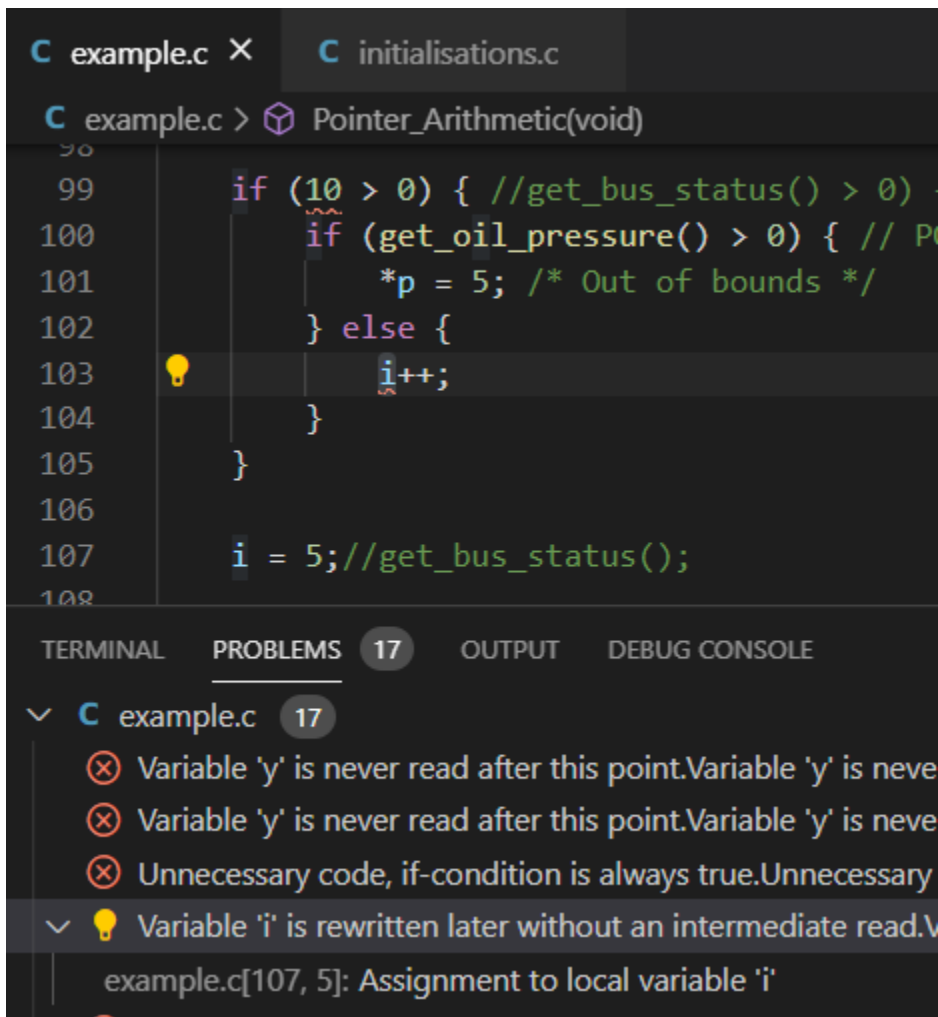 C example.c × C initialisations.c
C example.c > Pointer_Arithmetic(void)
98
99 if (10 > 0) { //get_bus_status() > 0) {
100 if (get_oil_pressure() > 0) { // PO
101 *p = 5; /* Out of bounds */
102 } else {
103 i++;
104 }
105 }
106
107 i = 5;//get_bus_status();
108
TERMINAL PROBLEMS 17 OUTPUT DEBUG CONSOLE
C example.c 17
Variable 'y' is never read after this point.Variable 'y' is neve
Variable 'y' is never read after this point.Variable 'y' is neve
Unnecessary code, if-condition is always true.Unnecessary
Variable 'i' is rewritten later without an intermediate read.V
example.c[107, 5]: Assignment to local variable 'i'